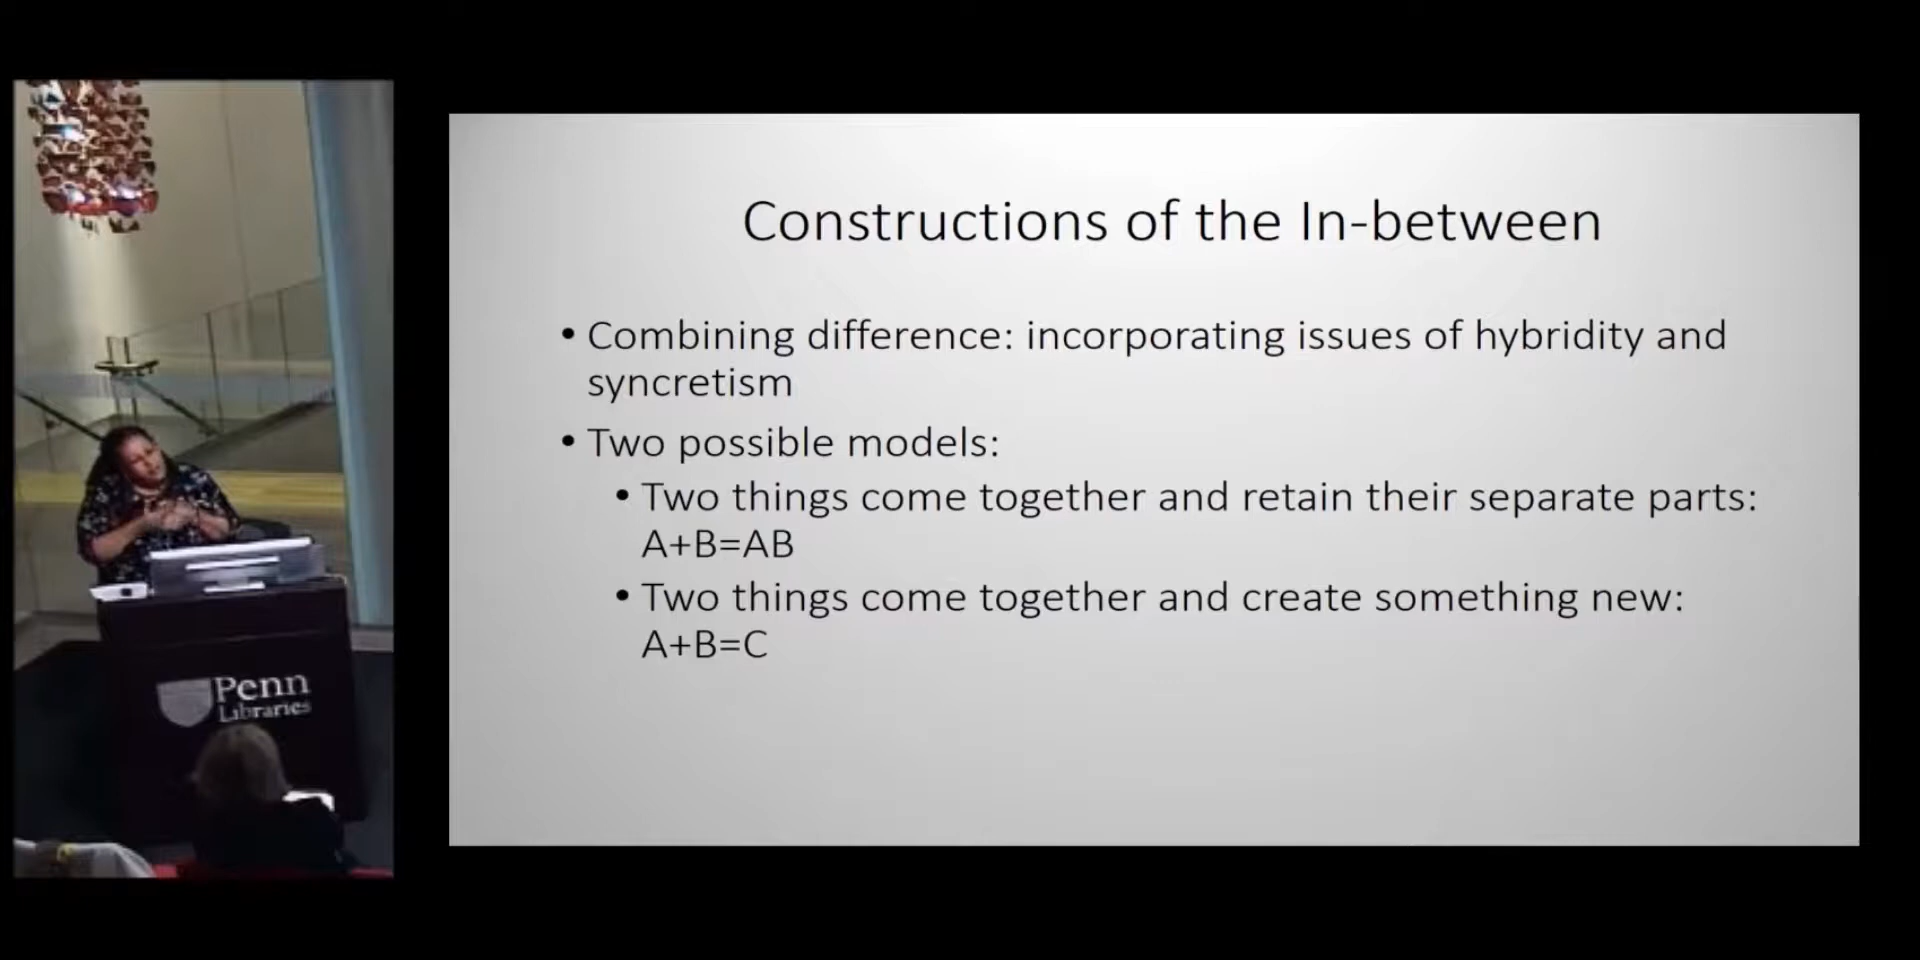 Constructions of the In-between
• Combining difference: incorporating issues of hybridity and
syncretism
• Two possible models:
• Two things come together and retain their separate parts:
A+B=AB
• Two things come together and create something new:
A+B=C
Penn
Libraries